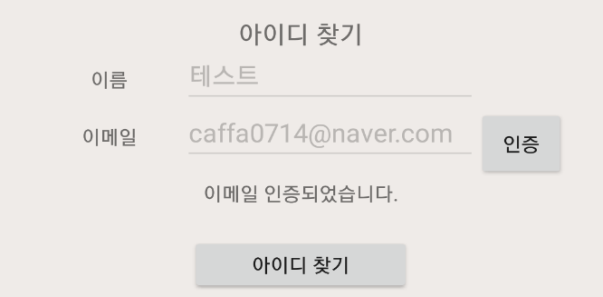 아이디 찾기
이름 테스트
이메일 caffa0714@naver.com 인증
이메일 인증되었습니다.
아이디 찾기